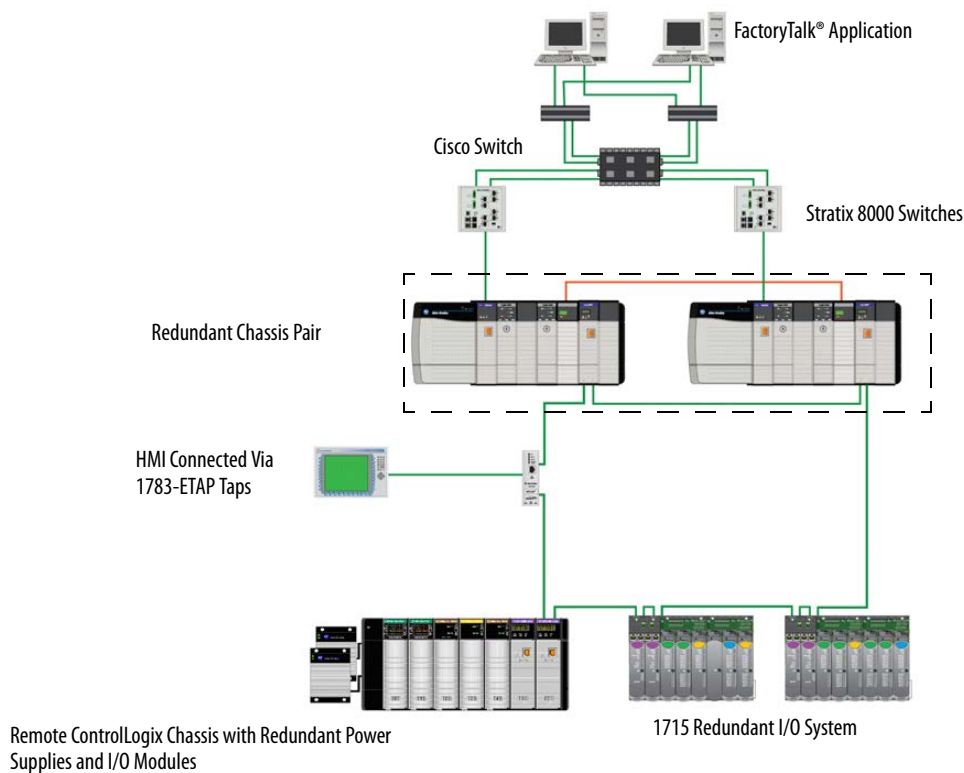 FactoryTalk® Application
Cisco Switch
Stratix 8000 Switches
Redundant Chassis Pair
HMI Connected Via
1783-ETAP Taps
1715 Redundant I/O System
Remote ControlLogix Chassis with Redundant Power
Supplies and I/O Modules